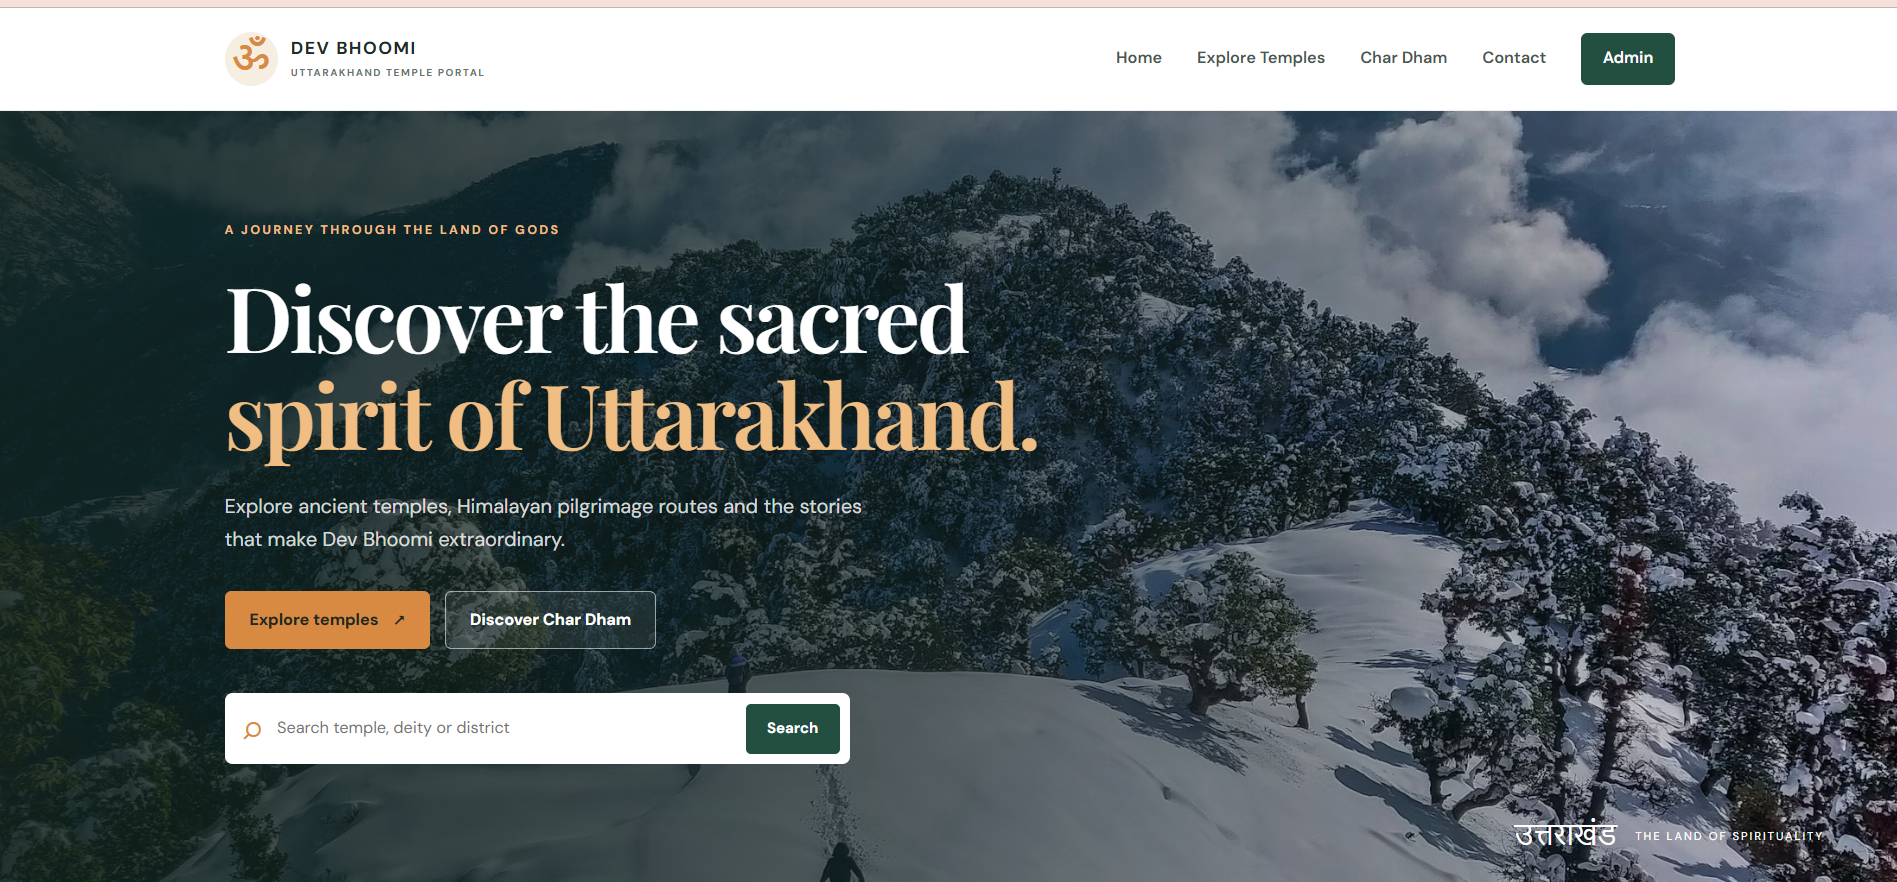 ॐ
DEV BHOOMI
UTTARAKHAND TEMPLE PORTAL
Home
Explore Temples
Char Dham
Contact
Admin
A JOURNEY THROUGH THE LAND OF GODS
Discover the sacred
spirit of Uttarakhand.
Explore ancient temples, Himalayan pilgrimage routes and the stories
that make Dev Bhoomi extraordinary.
Explore temples ↗
Discover Char Dham
Search temple, deity or district
Search
उत्तराखंड THE LAND OF SPIRITUALITY